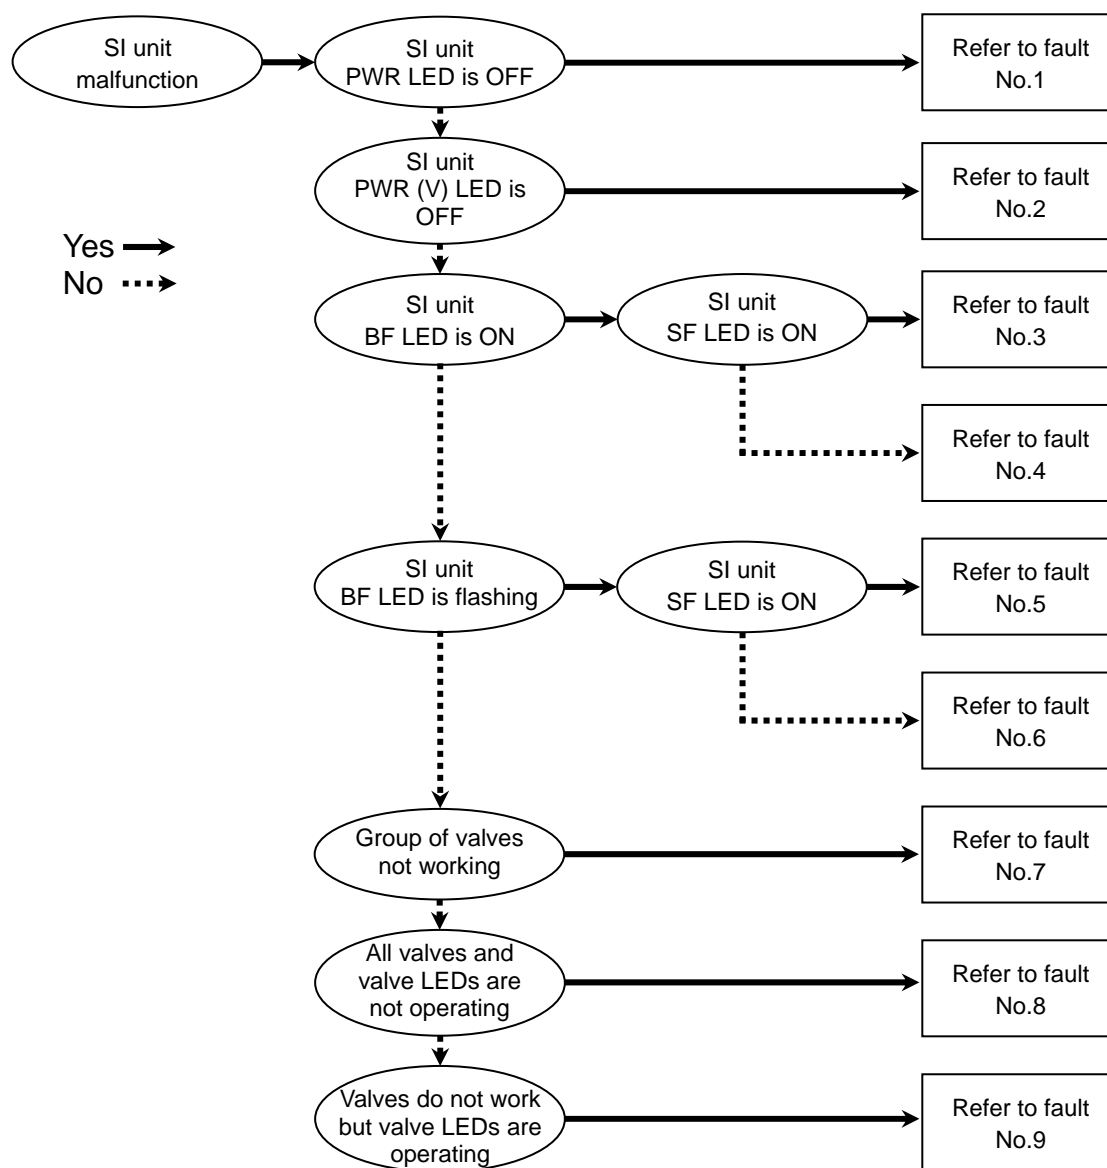 SI unit
malfunction
SI unit
PWR LED is OFF
Refer to fault
No.1
SI unit
PWR (V) LED is
OFF
Refer to fault
No.2
Yes
No
SI unit
BF LED is ON
SI unit
SF LED is ON
Refer to fault
No.3
Refer to fault
No.4
SI unit
BF LED is flashing
SI unit
SF LED is ON
Refer to fault
No.5
Refer to fault
No.6
Group of valves
not working
Refer to fault
No.7
All valves and
valve LEDs are
not operating
Refer to fault
No.8
Valves do not work
but valve LEDs are
operating
Refer to fault
No.9